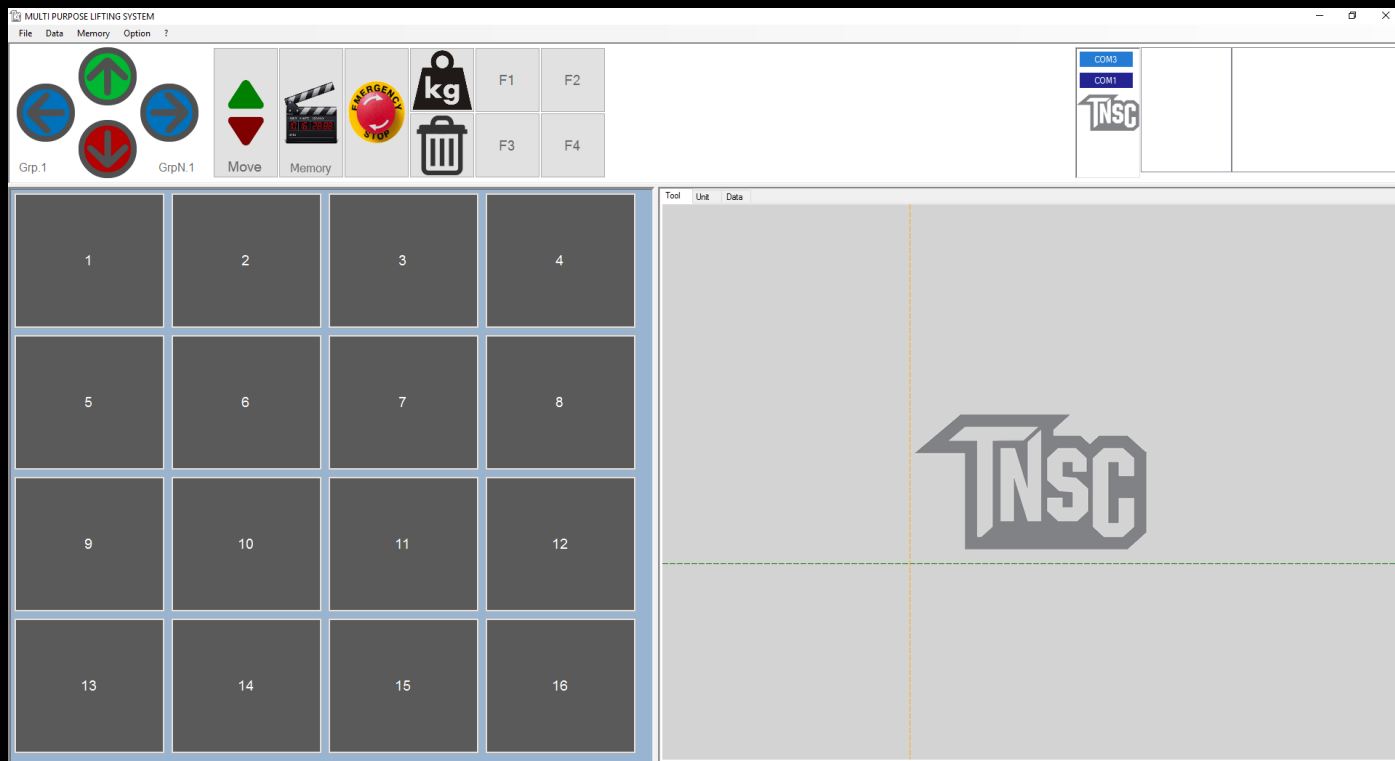 MULTI PURPOSE LIFTING SYSTEM
File Data Memory Option ?
Grp.1
GrpN.1
Move
Memory
EMERGENCY
STOP
kg
F1 F2
F3 F4
COM3
COM1
TNSC
Tool Unit Data
1 2 3 4
5 6 7 8
9 10 11 12
13 14 15 16
TNSC